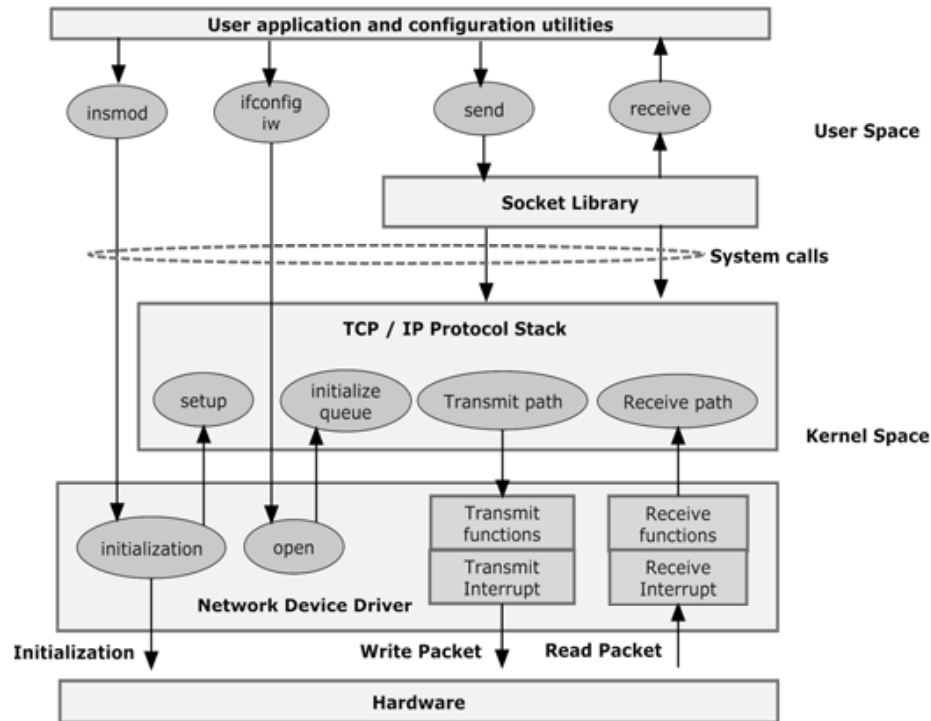 User application and configuration utilities
insmod
ifconfig
iw
send
receive
User Space
Socket Library
System calls
TCP / IP Protocol Stack
setup
initialize
queue
Transmit path
Receive path
Kernel Space
initialization
open
Transmit
functions
Receive
functions
Transmit
Interrupt
Receive
Interrupt
Network Device Driver
Initialization
Write Packet
Read Packet
Hardware